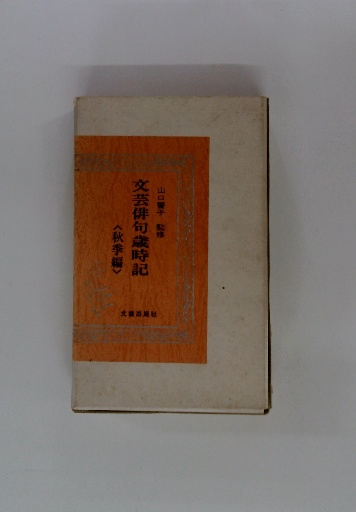 山口誓子 監修
文芸俳句歳時記
〈秋季編〉
文芸出版社